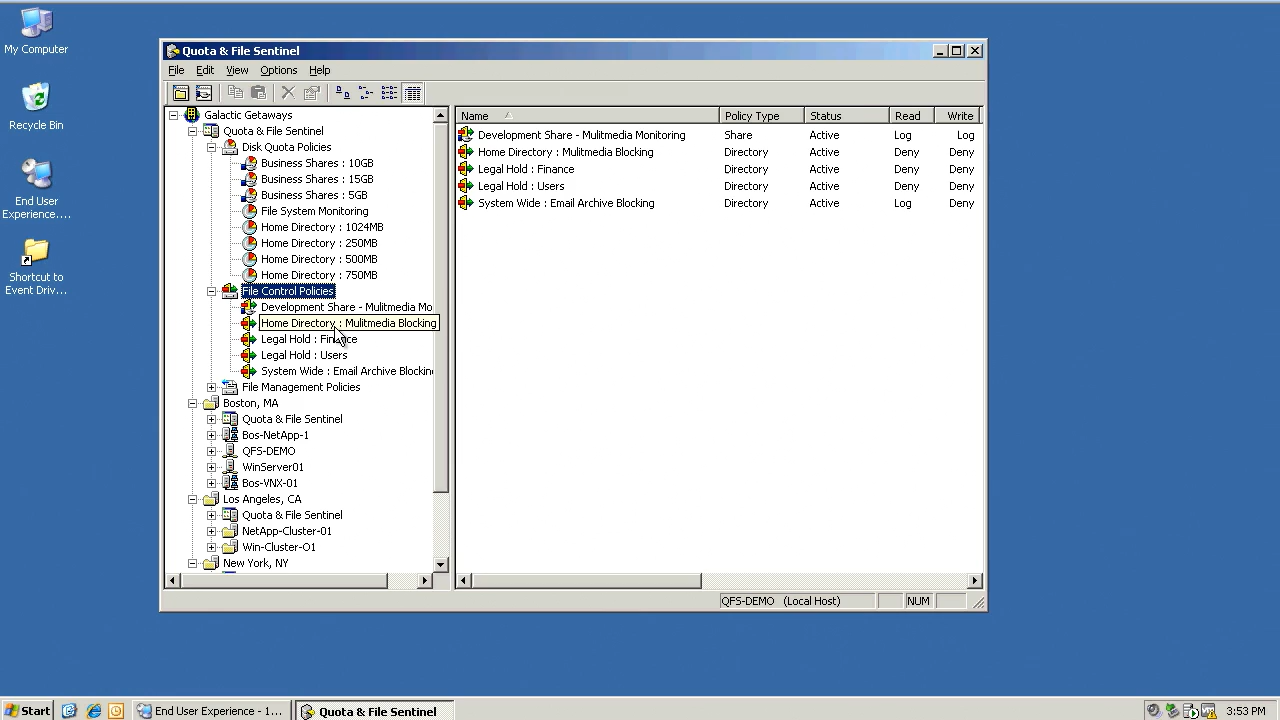 My Computer
Recycle Bin
End User
Experience....
Shortcut to
Event Driv...
Quota & File Sentinel
File Edit View Options Help
Galactic Getaways
Quota & File Sentinel
Disk Quota Policies
Business Shares : 10GB
Business Shares : 15GB
Business Shares : 5GB
File System Monitoring
Home Directory : 1024MB
Home Directory : 250MB
Home Directory : 500MB
Home Directory : 750MB
File Control Policies
Development Share - Mulitmedia Mo
Home Directory : Mulitmedia Blocking
Legal Hold : Finance
Legal Hold : Users
System Wide : Email Archive Blocking
File Management Policies
Boston, MA
Quota & File Sentinel
Bos-NetApp-1
QFS-DEMO
WinServer01
Bos-VNX-01
Los Angeles, CA
Quota & File Sentinel
NetApp-Cluster-01
Win-Cluster-O1
New York, NY
Name Policy Type Status Read Write
Development Share - Mulitmedia Monitoring Share Active Log Log
Home Directory : Mulitmedia Blocking Directory Active Deny Deny
Legal Hold : Finance Directory Active Deny Deny
Legal Hold : Users Directory Active Deny Deny
System Wide : Email Archive Blocking Directory Active Log Deny
QFS-DEMO (Local Host) NUM
Start End User Experience - 1... Quota & File Sentinel 3:53 PM